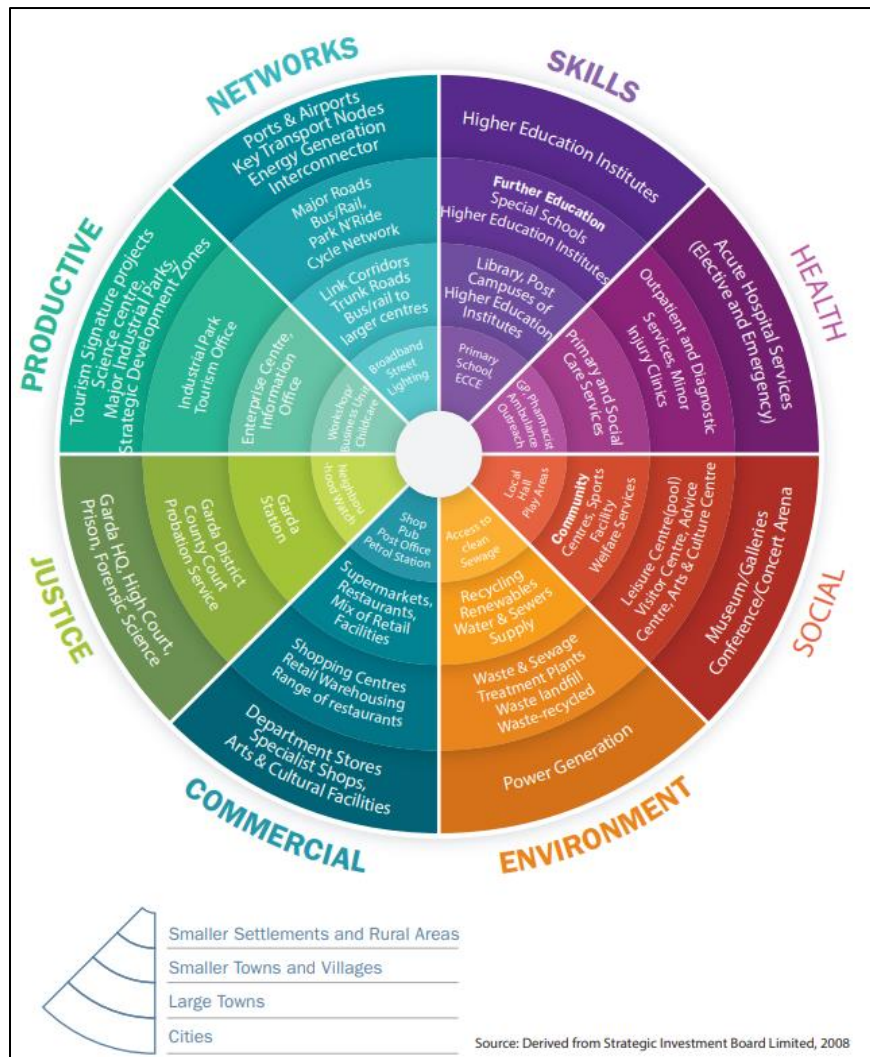 NETWORKS
Ports & Airports
Key Transport Nodes
Energy Generation
Interconnector
Major Roads
Bus/Rail,
Park N'Ride
Cycle Network
Link Corridors
Trunk Roads
Bus/rail to
larger centres
Broadband
Street
Lighting
SKILLS
Higher Education Institutes
Further Education
Special Schools
Higher Education Institutes
Library, Post
Campuses of
Higher Education
Institutes
Primary
School,
ECCE
HEALTH
Acute Hospital Services
(Elective and Emergency)
Outpatient and Diagnostic
Services, Minor
Injury Clinics
Primary and Social
Care Services
GP, Pharmacist
Ambulance
Outreach
SOCIAL
Museum/Galleries
Conference/Concert Arena
Leisure Centre(pool)
Visitor Centre, Advice
Centre, Arts & Culture Centre
Community
Centres, Sports
Facility
Welfare Services
Local
Hall
Play Areas
ENVIRONMENT
Power Generation
Waste & Sewage
Treatment Plants
Waste landfill
Waste-recycled
Recycling
Renewables
Water & Sewers
Supply
Access to
clean
Sewage
COMMERCIAL
Department Stores
Specialist Shops,
Arts & Cultural Facilities
Shopping Centres
Retail Warehousing
Range of restaurants
Supermarkets,
Restaurants,
Mix of Retail
Facilities
Shop
Pub
Post Office
Petrol Station
JUSTICE
Garda HQ, High Court,
Prison, Forensic Science
Garda District
County Court
Probation Service
Garda
Station
Neighbou
-hood Watch
PRODUCTIVE
Tourism Signature projects
Science centre,
Major Industrial Parks,
Strategic Development Zones
Industrial Park
Tourism Office
Enterprise Centre,
Information
Office
Workshop/
Business Unit
Childcare
Smaller Settlements and Rural Areas
Smaller Towns and Villages
Large Towns
Cities
Source: Derived from Strategic Investment Board Limited, 2008